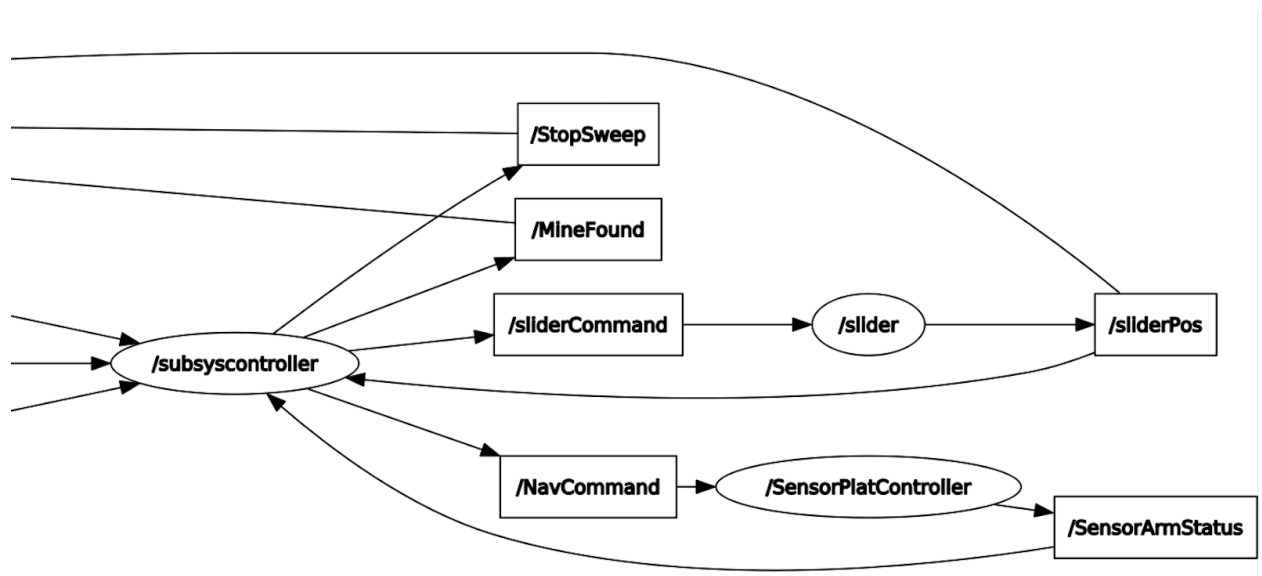 /StopSweep
/MineFound
/sliderCommand
/slider
/sliderPos
/subsyscontroller
/NavCommand
/SensorPlatController
/SensorArmStatus